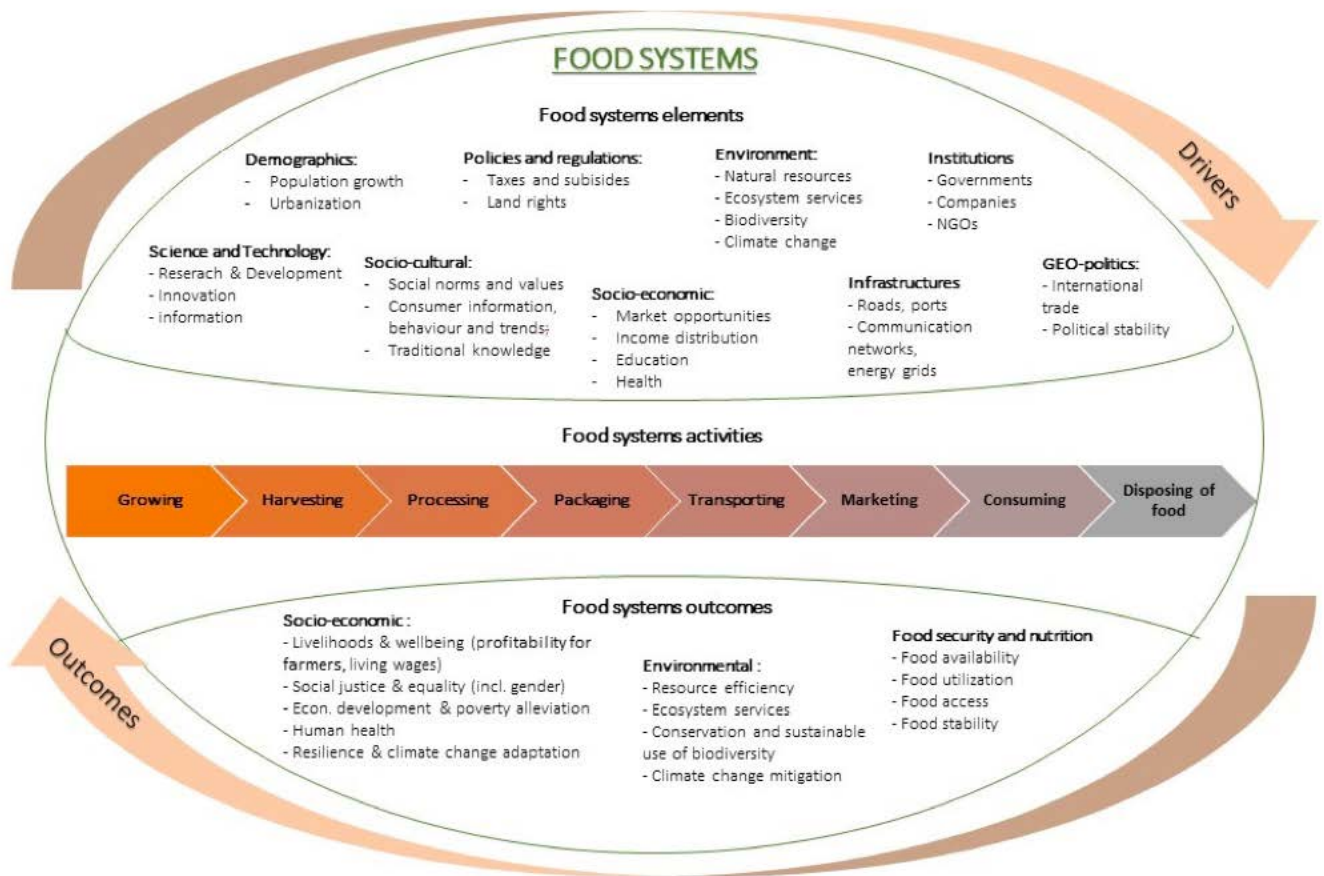 FOOD SYSTEMS
Food systems elements
Demographics:
- Population growth
- Urbanization
Policies and regulations:
- Taxes and subisides
- Land rights
Environment:
- Natural resources
- Ecosystem services
- Biodiversity
- Climate change
Institutions
- Governments
- Companies
- NGOs
Drivers
Science and Technology:
- Reserach & Development
- Innovation
- information
Socio-cultural:
- Social norms and values
- Consumer information,
behaviour and trends;
- Traditional knowledge
Socio-economic:
- Market opportunities
- Income distribution
- Education
- Health
Infrastructures
- Roads, ports
- Communication
networks,
energy grids
GEO-politics:
- International
trade
- Political stability
Food systems activities
Growing
Harvesting
Processing
Packaging
Transporting
Marketing
Consuming
Disposing of
food
Food systems outcomes
Outcomes
Socio-economic :
- Livelihoods & wellbeing (profitability for
farmers, living wages)
- Social justice & equality (incl. gender)
- Econ. development & poverty alleviation
- Human health
- Resilience & climate change adaptation
Environmental :
- Resource efficiency
- Ecosystem services
- Conservation and sustainable
use of biodiversity
- Climate change mitigation
Food security and nutrition
- Food availability
- Food utilization
- Food access
- Food stability